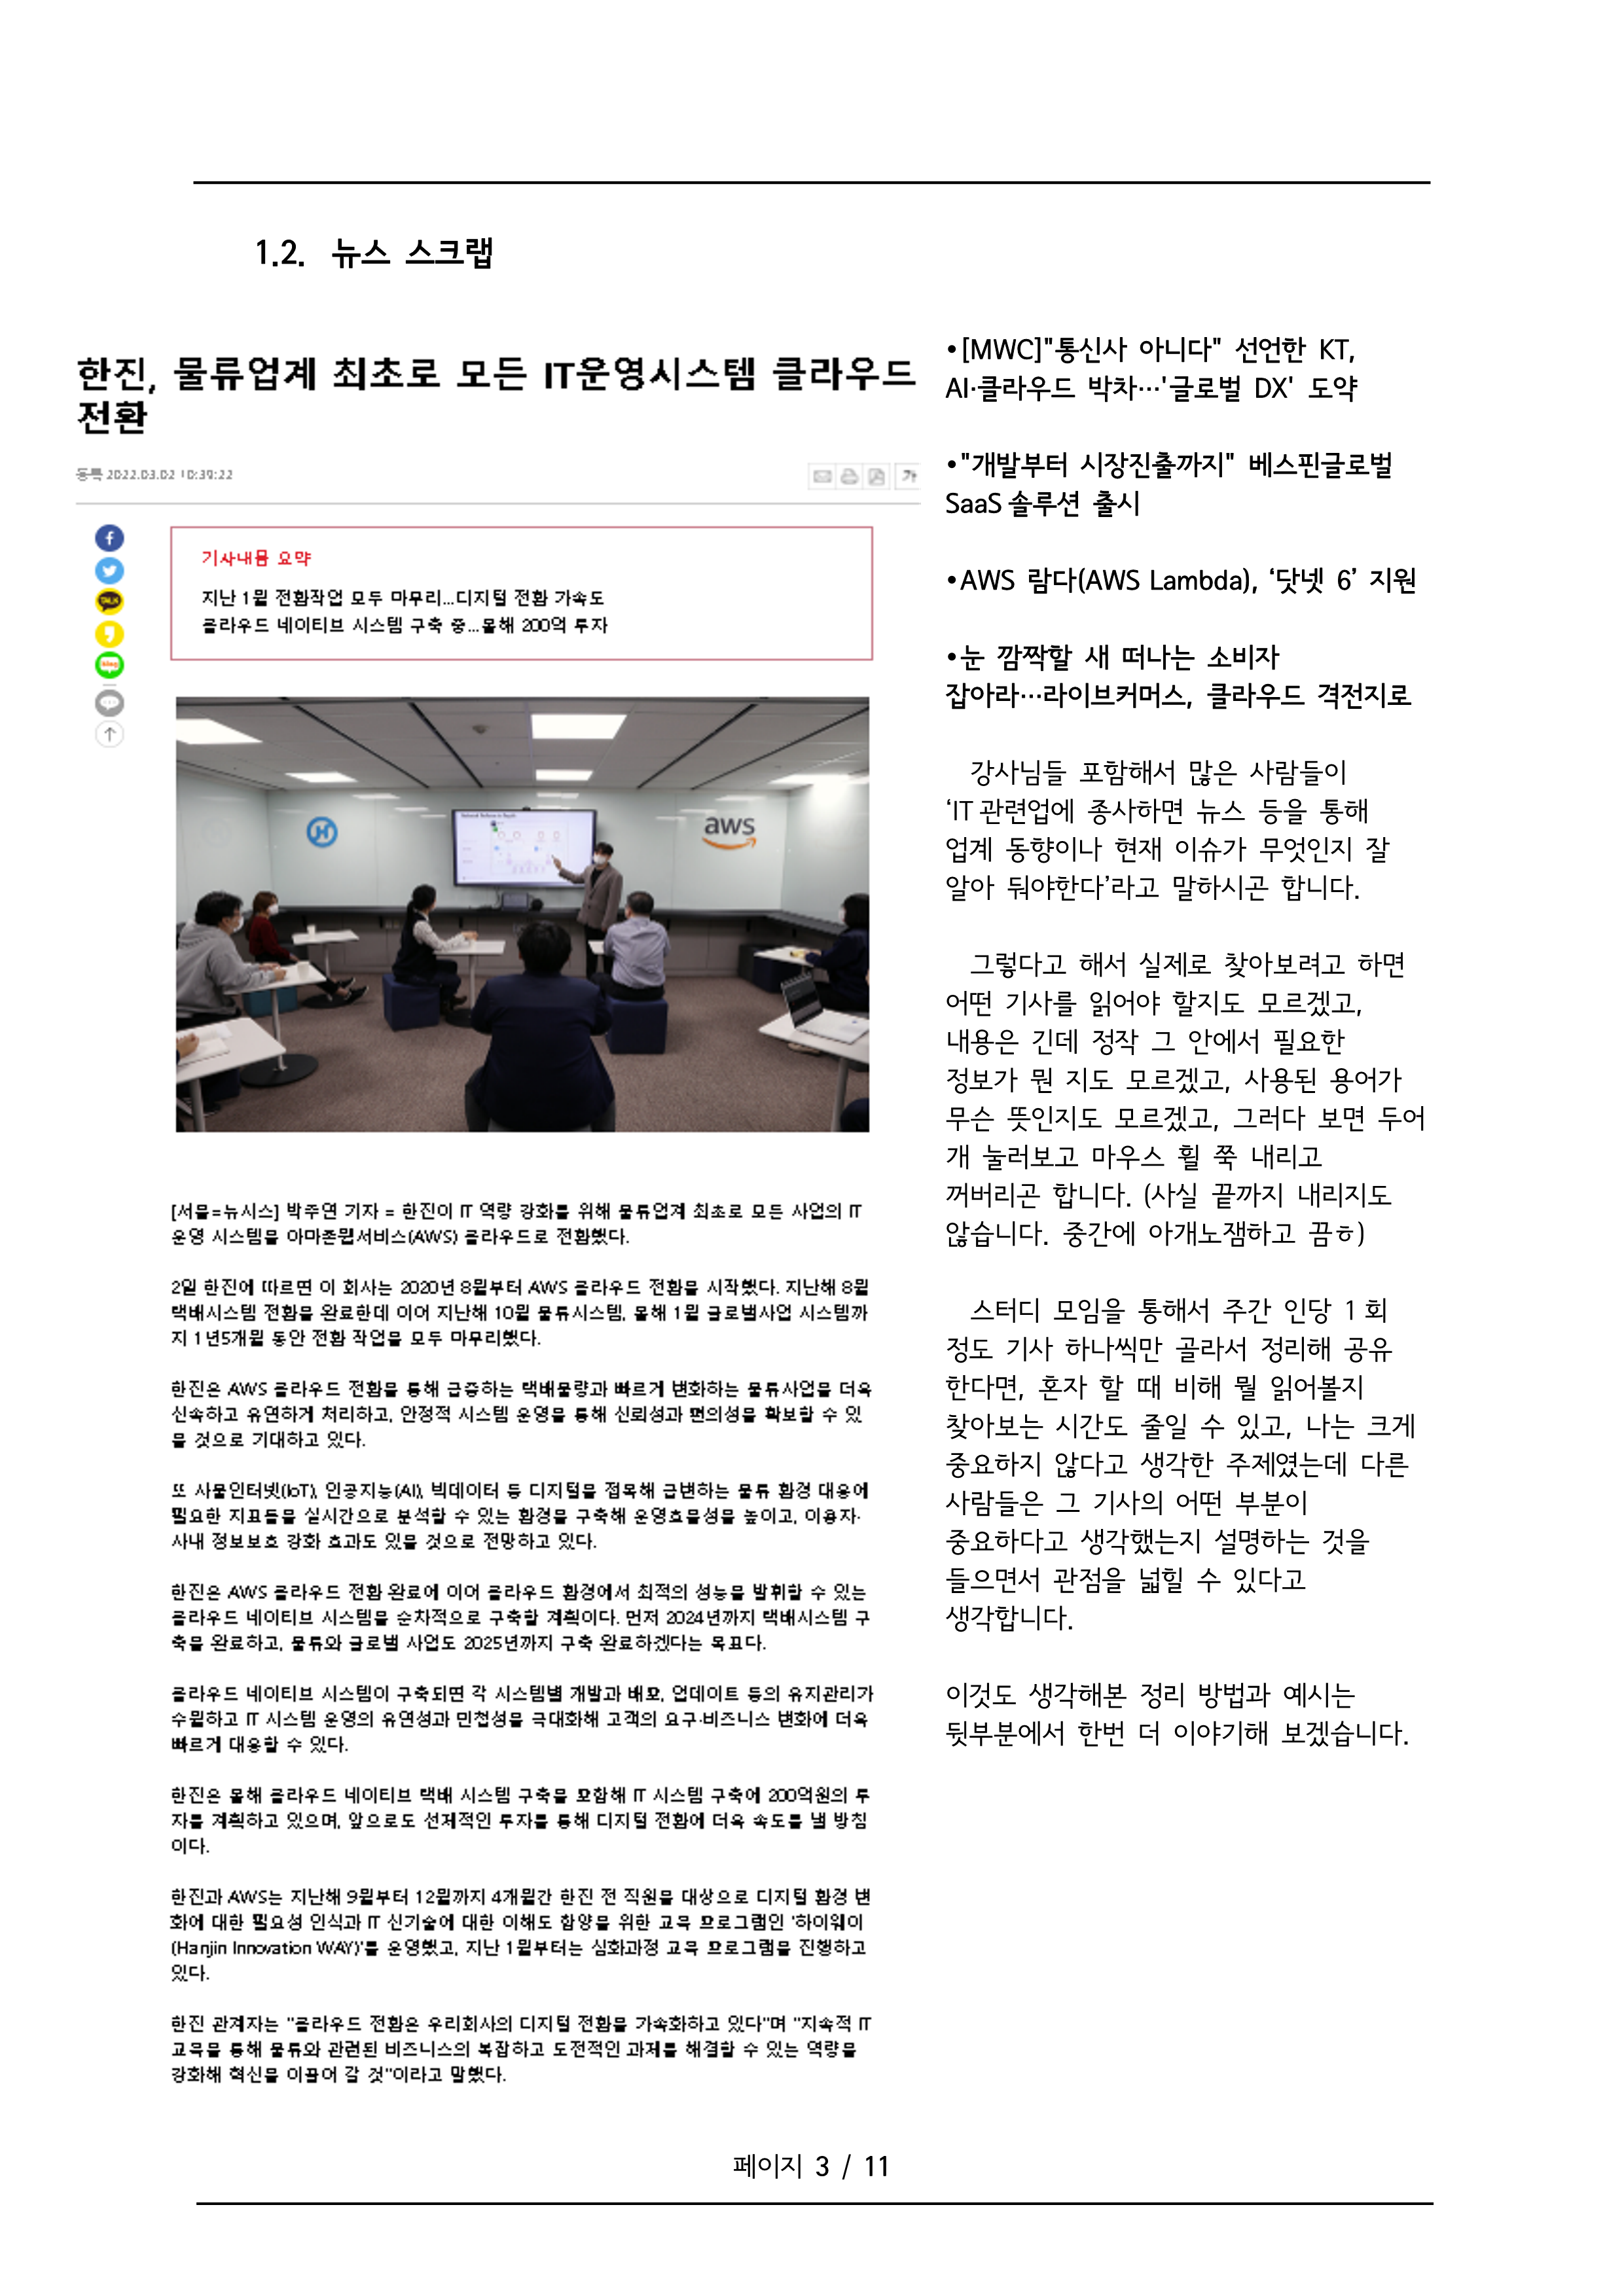 1.2. 뉴스 스크랩
한진, 물류업계 최초로 모든 IT운영시스템 클라우드
전환
등록 2022.03.02 10:39:22
가
기사내용 요약
지난 1월 전환작업 모두 마무리...디지털 전환 가속도
클라우드 네이티브 시스템 구축 중...올해 200억 투자
TALK
blog
aws
[서울=뉴시스] 박주연 기자 = 한진이 IT 역량 강화를 위해 물류업계 최초로 모든 사업의 IT
운영 시스템을 아마존웹서비스(AWS) 클라우드로 전환했다.
2일 한진에 따르면 이 회사는 2020년 8월부터 AWS 클라우드 전환을 시작했다. 지난해 8월
택배시스템 전환을 완료한데 이어 지난해 10월 물류시스템, 올해 1월 글로벌사업 시스템까
지 1년5개월 동안 전환 작업을 모두 마무리했다.
한진은 AWS 클라우드 전환을 통해 급증하는 택배물량과 빠르게 변화하는 물류사업을 더욱
신속하고 유연하게 처리하고, 안정적 시스템 운영을 통해 신뢰성과 편의성을 확보할 수 있
을 것으로 기대하고 있다.
또 사물인터넷(IoT), 인공지능(AI), 빅데이터 등 디지털을 접목해 급변하는 물류 환경 대응에
필요한 지표들을 실시간으로 분석할 수 있는 환경을 구축해 운영효율성을 높이고, 이용자·
사내 정보보호 강화 효과도 있을 것으로 전망하고 있다.
한진은 AWS 클라우드 전환 완료에 이어 클라우드 환경에서 최적의 성능을 발휘할 수 있는
클라우드 네이티브 시스템을 순차적으로 구축할 계획이다. 먼저 2024년까지 택배시스템 구
축을 완료하고, 물류와 글로벌 사업도 2025년까지 구축 완료하겠다는 목표다.
클라우드 네이티브 시스템이 구축되면 각 시스템별 개발과 배포, 업데이트 등의 유지관리가
수월하고 IT 시스템 운영의 유연성과 민첩성을 극대화해 고객의 요구·비즈니스 변화에 더욱
빠르게 대응할 수 있다.
한진은 올해 클라우드 네이티브 택배 시스템 구축을 포함해 IT 시스템 구축에 200억원의 투
자를 계획하고 있으며, 앞으로도 선제적인 투자를 통해 디지털 전환에 더욱 속도를 낼 방침
이다.
한진과 AWS는 지난해 9월부터 12월까지 4개월간 한진 전 직원을 대상으로 디지털 환경 변
화에 대한 필요성 인식과 IT 신기술에 대한 이해도 함양을 위한 교육 프로그램인 '하이웨이
(Hanjin Innovation WAY)'를 운영했고, 지난 1월부터는 심화과정 교육 프로그램을 진행하고
있다.
한진 관계자는 "클라우드 전환은 우리회사의 디지털 전환을 가속화하고 있다"며 "지속적 IT
교육을 통해 물류와 관련된 비즈니스의 복잡하고 도전적인 과제를 해결할 수 있는 역량을
강화해 혁신을 이끌어 갈 것"이라고 말했다.
•[MWC]"통신사 아니다" 선언한 KT,
AI·클라우드 박차…'글로벌 DX' 도약
•"개발부터 시장진출까지" 베스핀글로벌
SaaS 솔루션 출시
•AWS 람다(AWS Lambda), ‘닷넷 6’ 지원
•눈 깜짝할 새 떠나는 소비자
잡아라…라이브커머스, 클라우드 격전지로
강사님들 포함해서 많은 사람들이
‘IT 관련업에 종사하면 뉴스 등을 통해
업계 동향이나 현재 이슈가 무엇인지 잘
알아 둬야한다’라고 말하시곤 합니다.
그렇다고 해서 실제로 찾아보려고 하면
어떤 기사를 읽어야 할지도 모르겠고,
내용은 긴데 정작 그 안에서 필요한
정보가 뭔 지도 모르겠고, 사용된 용어가
무슨 뜻인지도 모르겠고, 그러다 보면 두어
개 눌러보고 마우스 휠 쭉 내리고
꺼버리곤 합니다. (사실 끝까지 내리지도
않습니다. 중간에 아개노잼하고 끔ㅎ)
스터디 모임을 통해서 주간 인당 1 회
정도 기사 하나씩만 골라서 정리해 공유
한다면, 혼자 할 때 비해 뭘 읽어볼지
찾아보는 시간도 줄일 수 있고, 나는 크게
중요하지 않다고 생각한 주제였는데 다른
사람들은 그 기사의 어떤 부분이
중요하다고 생각했는지 설명하는 것을
들으면서 관점을 넓힐 수 있다고
생각합니다.
이것도 생각해본 정리 방법과 예시는
뒷부분에서 한번 더 이야기해 보겠습니다.
페이지 3 / 11